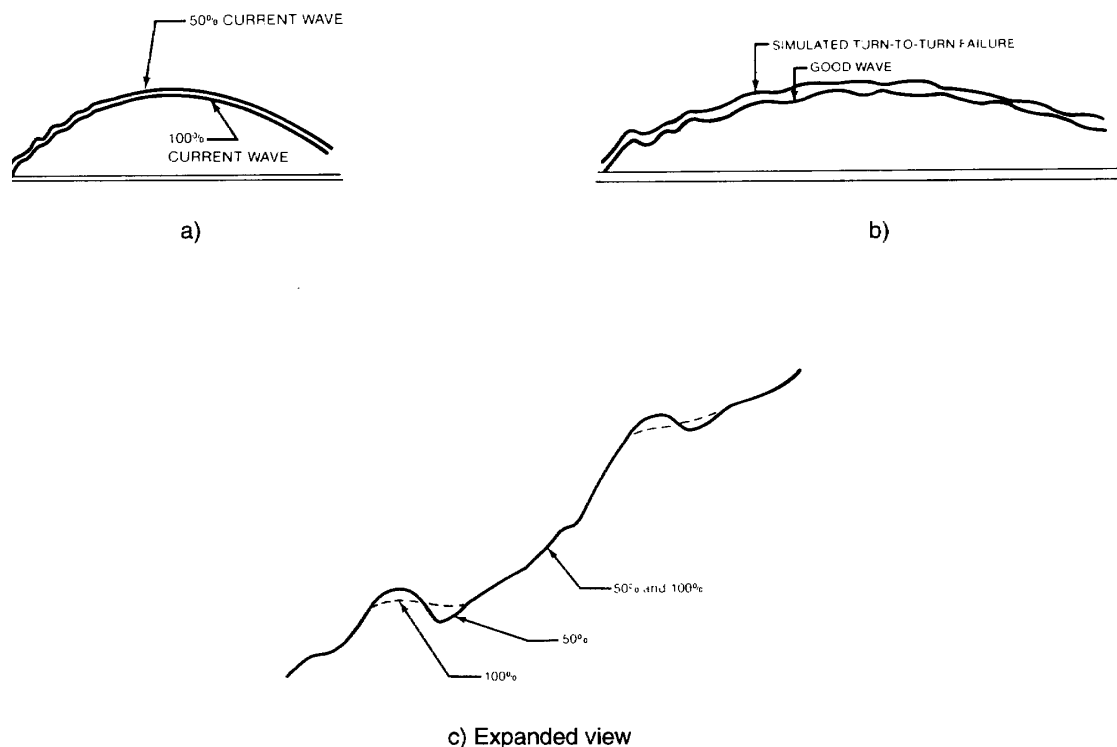 50% CURRENT WAVE
100%
CURRENT WAVE
a)
SIMULATED TURN-TO-TURN FAILURE
GOOD WAVE
b)
50% and 100%
50%
100%
c) Expanded view